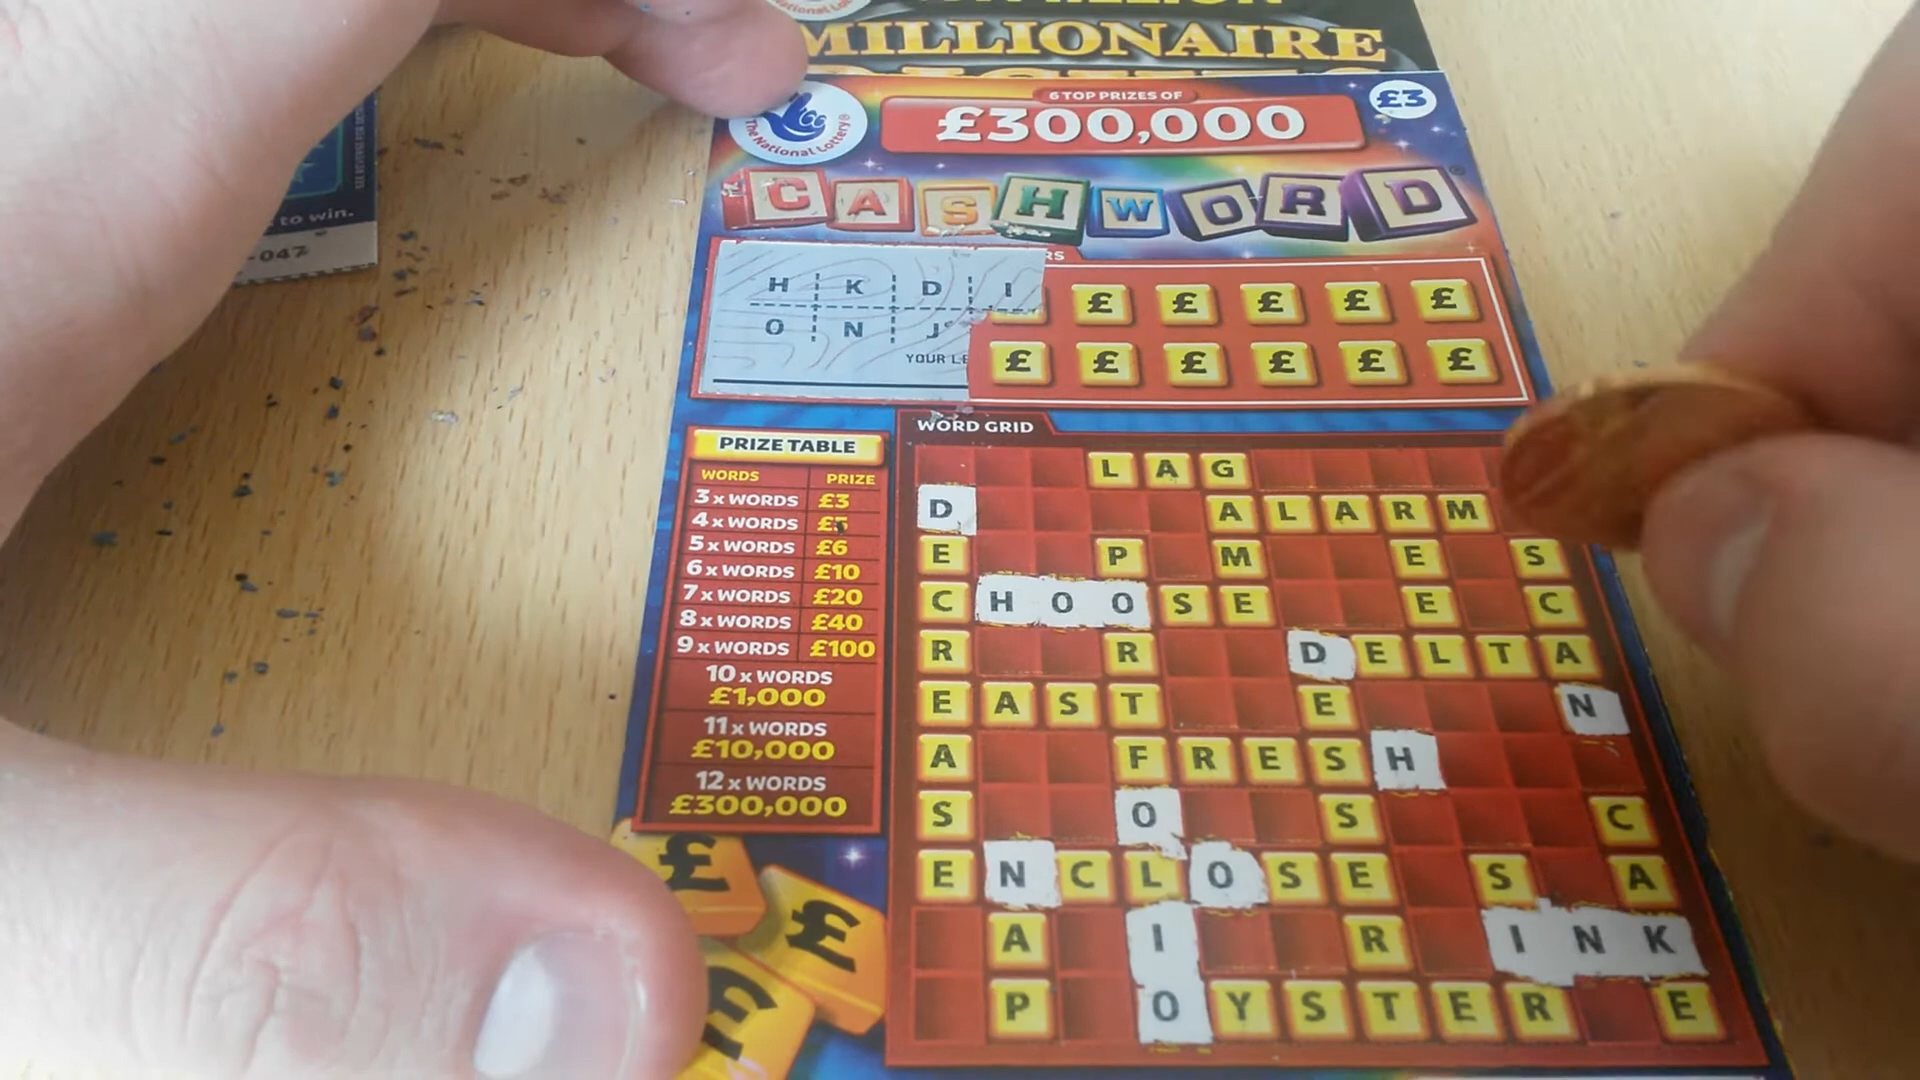 MILLIONAIRE
The National Lottery®
6 TOP PRIZES OF
£300,000
£3
CASHWORD
H K D I
O N J
YOUR LE
RS
£ £ £ £ £
£ £ £ £ £ £
to win.
-047
PRIZE TABLE
WORDS PRIZE
3 x WORDS £3
4 x WORDS £5
5 x WORDS £6
6 x WORDS £10
7 x WORDS £20
8 x WORDS £40
9 x WORDS £100
10 x WORDS
£1,000
11 x WORDS
£10,000
12 x WORDS
£300,000
£
£
£
WORD GRID
L A G
D A L A R M
E P M E S
C H O O S E E C
R R D E L T A
E A S T E N
A F R E S H
S O S C
E N C L O S E S A
A I R I N K
P O Y S T E R E